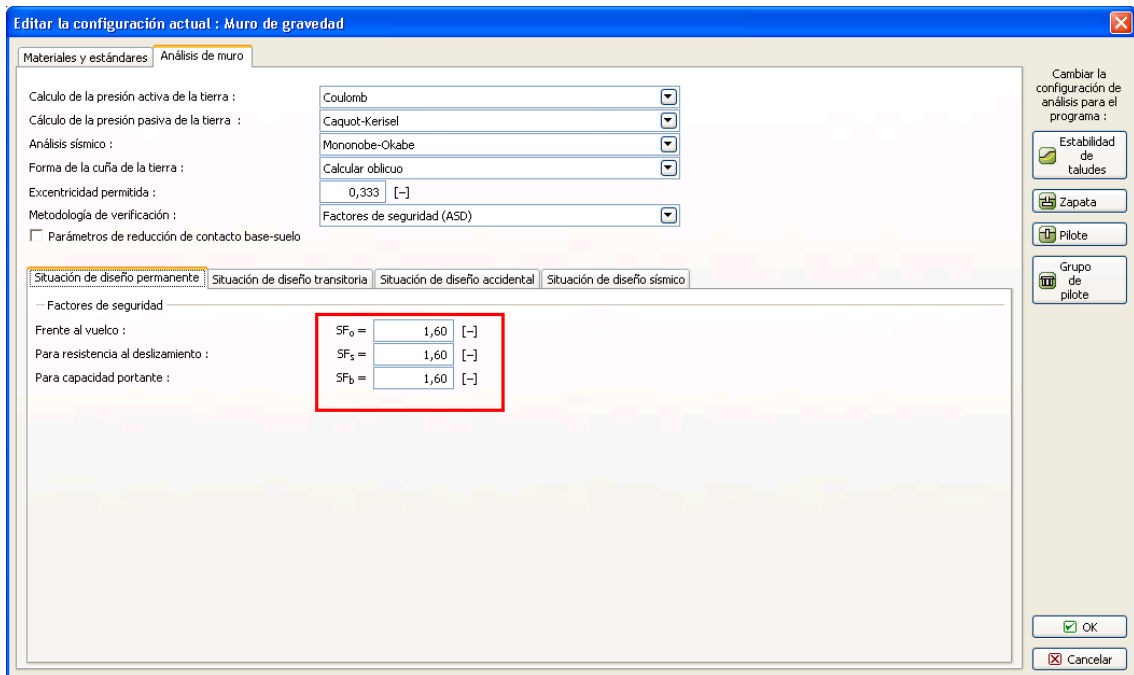 Editar la configuración actual : Muro de gravedad
Materiales y estándares
Análisis de muro
Calculo de la presión activa de la tierra :
Coulomb
Cálculo de la presión pasiva de la tierra :
Caquot-Kerisel
Análisis sísmico :
Mononobe-Okabe
Forma de la cuña de la tierra :
Calcular oblicuo
Excentricidad permitida :
0,333 [–]
Metodología de verificación :
Factores de seguridad (ASD)
Parámetros de reducción de contacto base-suelo
Situación de diseño permanente
Situación de diseño transitoria
Situación de diseño accidental
Situación de diseño sísmico
Factores de seguridad
Frente al vuelco :
SFo = 1,60 [–]
Para resistencia al deslizamiento :
SFs = 1,60 [–]
Para capacidad portante :
SFb = 1,60 [–]
Cambiar la
configuración de
análisis para el
programa :
Estabilidad
de
taludes
Zapata
Pilote
Grupo
de
pilote
OK
Cancelar